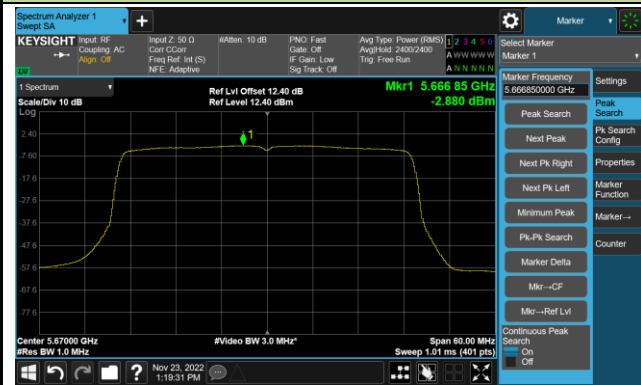 Spectrum Analyzer 1
Swept SA
Marker
KEYSIGHT
Input: RF
Coupling: AC
Align: Off
Input Z: 50 Ω
Corr CCorr
Freq Ref: Int (S)
NFE: Adaptive
#Atten: 10 dB
PNO: Fast
Gate: Off
IF Gain: Low
Sig Track: Off
Avg Type: Power (RMS)
Avg|Hold: 2400/2400
Trig: Free Run
1 2 3 4 5 6
A W W W W W
A N N N N N
LXI
Select Marker
Marker 1
1 Spectrum
Scale/Div 10 dB
Log
Ref Lvl Offset 12.40 dB
Ref Level 12.40 dBm
Mkr1 5.666 85 GHz
-2.880 dBm
1
2.40
-7.60
-17.6
-27.6
-37.6
-47.6
-57.6
-67.6
-77.6
Center 5.67000 GHz
#Res BW 1.0 MHz
#Video BW 3.0 MHz*
Span 60.00 MHz
Sweep 1.01 ms (401 pts)
Marker Frequency
5.666850000 GHz
Peak Search
Next Peak
Next Pk Right
Next Pk Left
Minimum Peak
Pk-Pk Search
Marker Delta
Mkr→CF
Mkr→Ref Lvl
Continuous Peak
Search
On
Off
Settings
Peak
Search
Pk Search
Config
Properties
Marker
Function
Marker→
Counter
Nov 23, 2022
1:19:31 PM